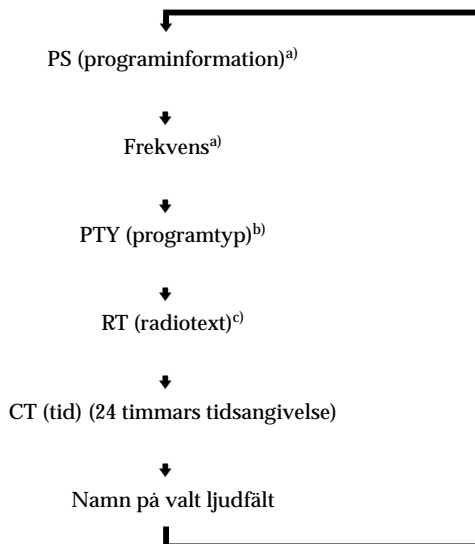 PS (programinformation)a)
Frekvensa)
PTY (programtyp)b)
RT (radiotext)c)
CT (tid) (24 timmars tidsangivelse)
Namn på valt ljudfält